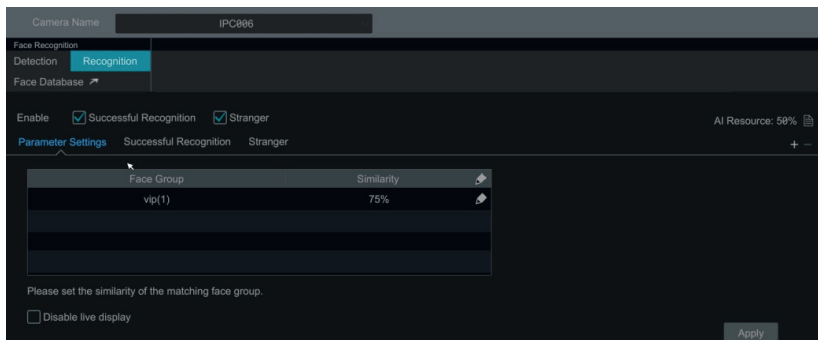 Camera Name IPC006
Face Recognition
Detection Recognition
Face Database
Enable Successful Recognition Stranger AI Resource: 50%
Parameter Settings Successful Recognition Stranger + −
Face Group Similarity
vip(1) 75%
Please set the similarity of the matching face group.
Disable live display
Apply